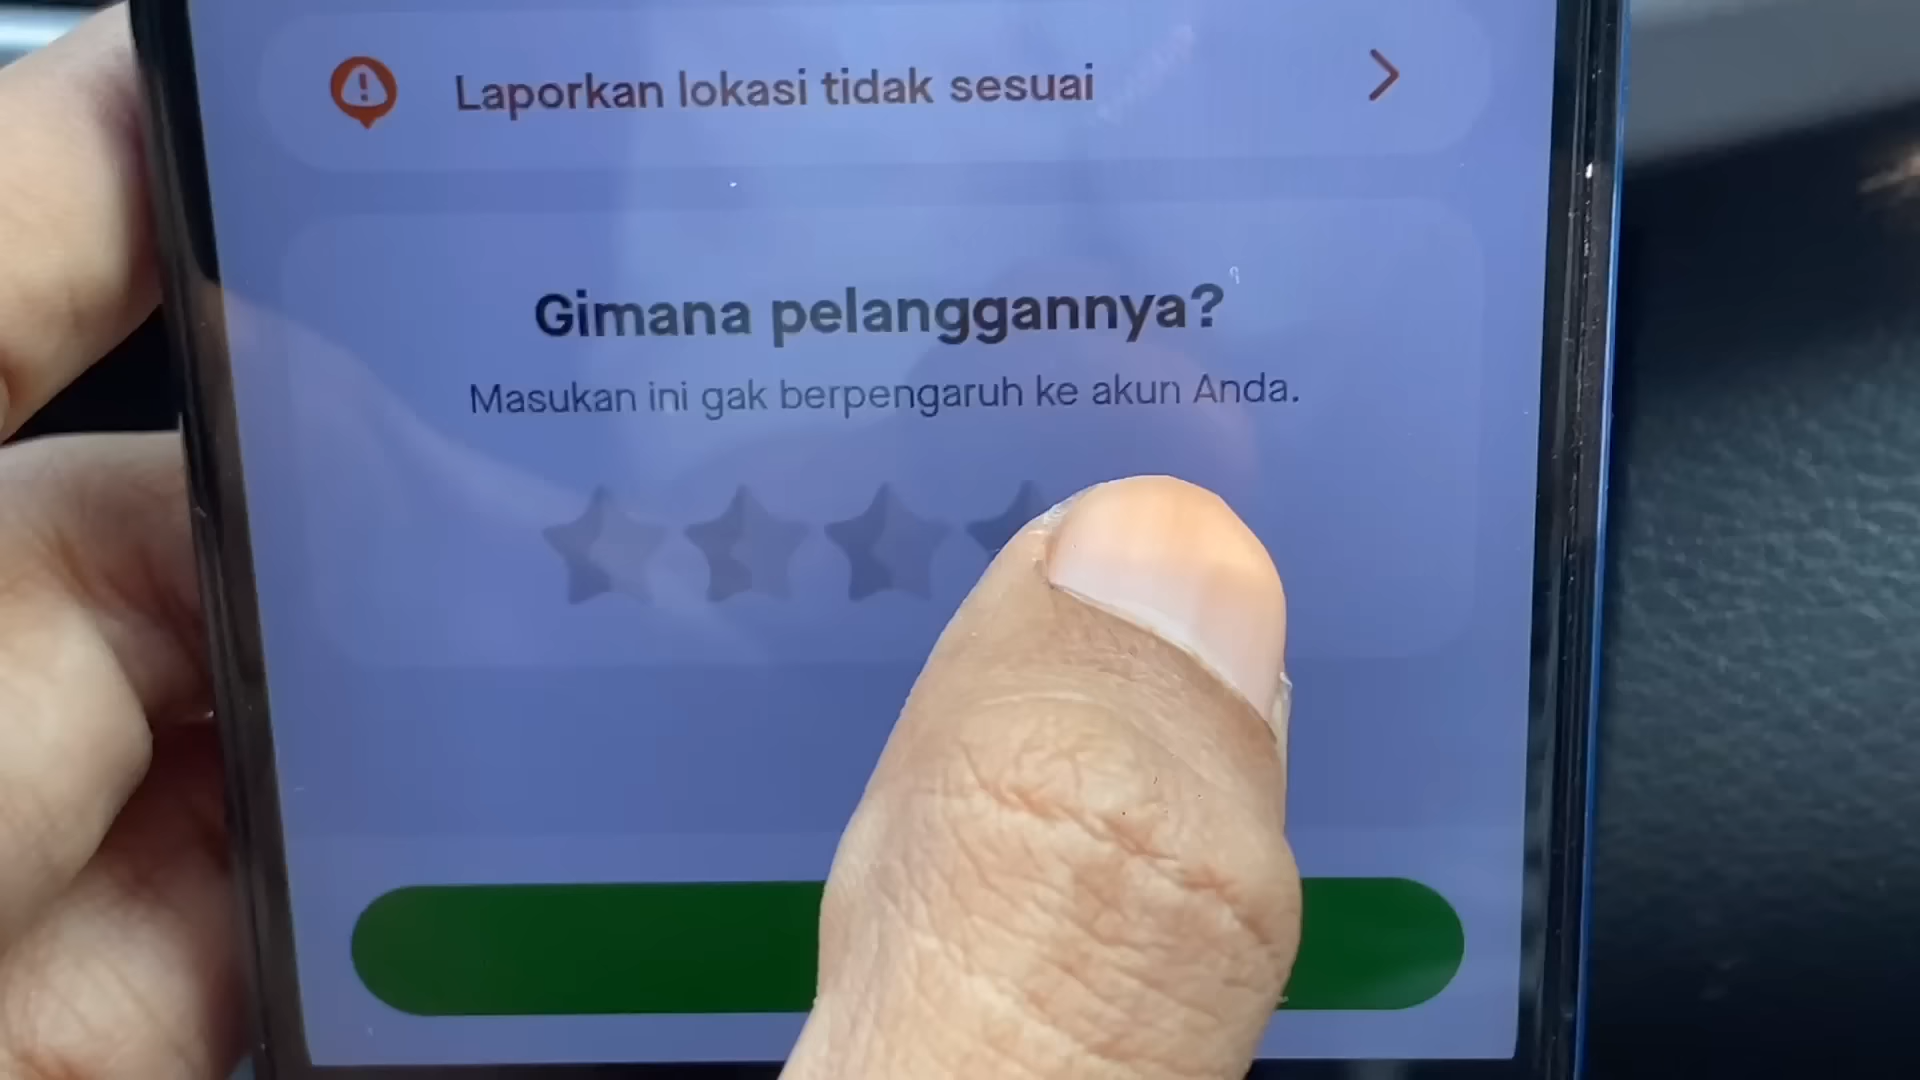 Laporkan lokasi tidak sesuai
Gimana pelanggannya?
Masukan ini gak berpengaruh ke akun Anda.